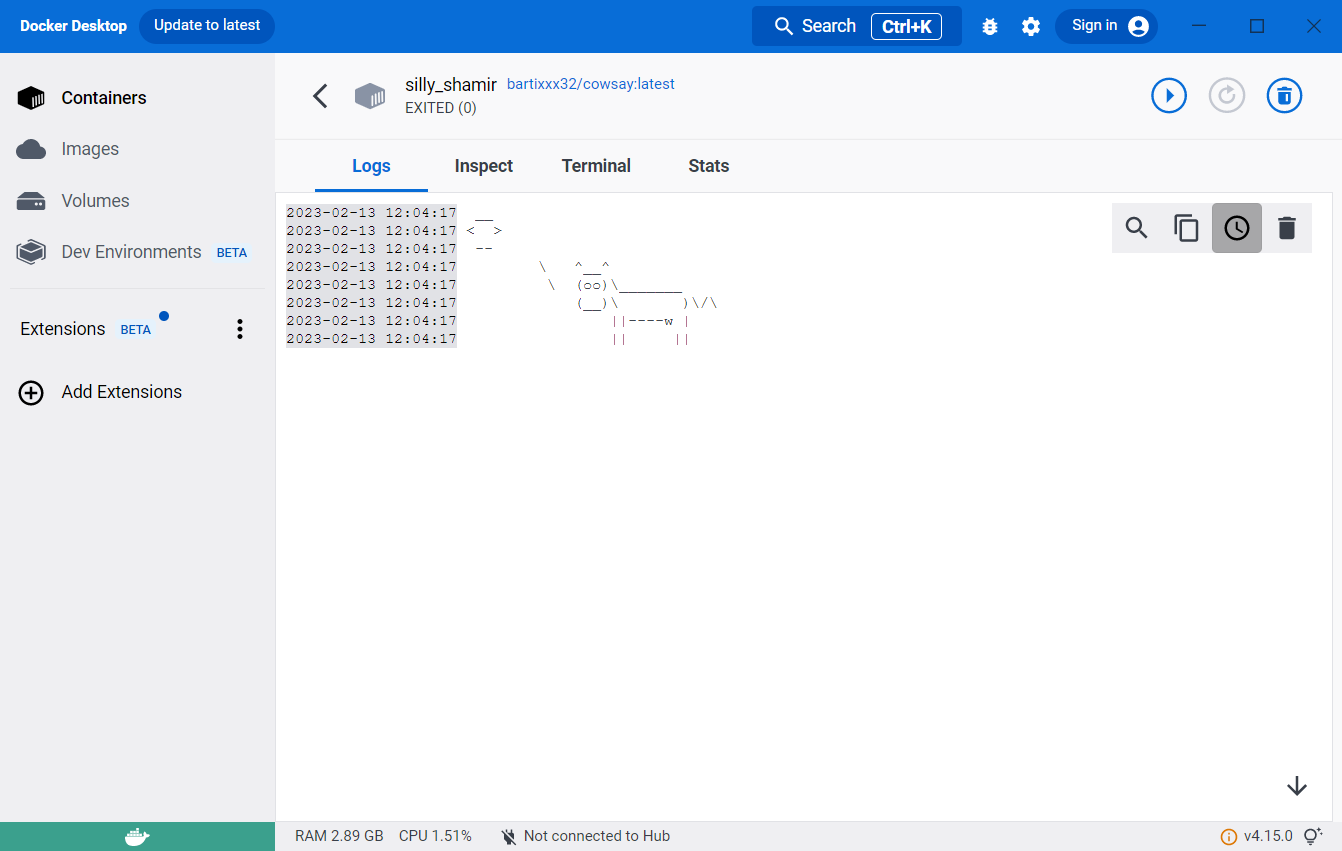 Docker Desktop Update to latest Search Ctrl+K Sign in
Containers
Images
Volumes
Dev Environments BETA
Extensions BETA
Add Extensions
silly_shamir bartixxx32/cowsay:latest
EXITED (0)
Logs Inspect Terminal Stats
2023-02-13 12:04:17  __
2023-02-13 12:04:17 <  >
2023-02-13 12:04:17  --
2023-02-13 12:04:17         \   ^__^
2023-02-13 12:04:17          \  (oo)\_______
2023-02-13 12:04:17             (__)\       )\/\
2023-02-13 12:04:17                 ||----w |
2023-02-13 12:04:17                 ||     ||
RAM 2.89 GB CPU 1.51% Not connected to Hub v4.15.0